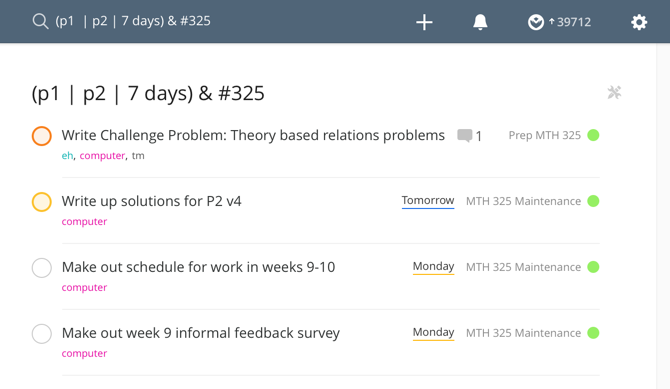 (p1 | p2 | 7 days) & #325
39712
(p1 | p2 | 7 days) & #325
Write Challenge Problem: Theory based relations problems 1 Prep MTH 325
eh, computer, tm
Write up solutions for P2 v4 Tomorrow MTH 325 Maintenance
computer
Make out schedule for work in weeks 9-10 Monday MTH 325 Maintenance
computer
Make out week 9 informal feedback survey Monday MTH 325 Maintenance
computer